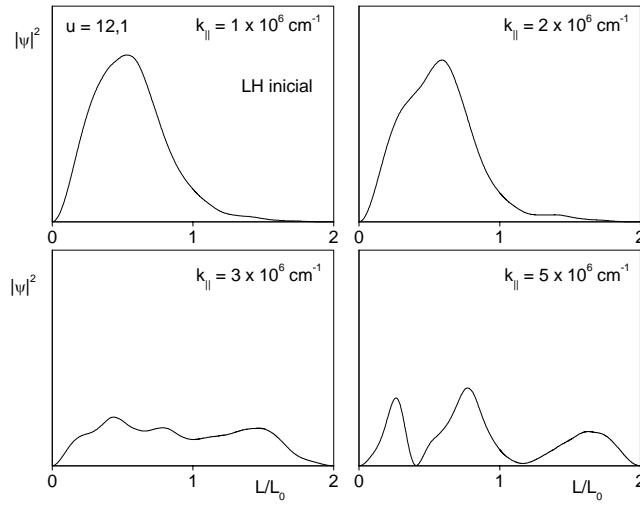 |ψ|²
u = 12,1
k|| = 1 x 10⁶ cm⁻¹
LH inicial
0 1 2
k|| = 2 x 10⁶ cm⁻¹
0 1 2
|ψ|²
k|| = 3 x 10⁶ cm⁻¹
0 1 2
L/L₀
k|| = 5 x 10⁶ cm⁻¹
0 1 2
L/L₀